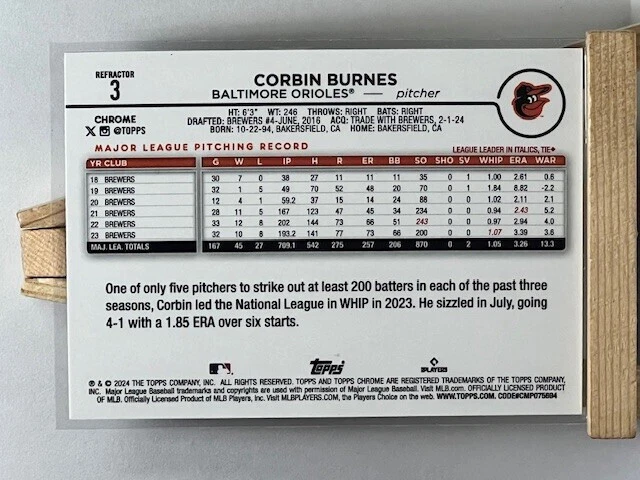 REFRACTOR
3
CORBIN BURNES
BALTIMORE ORIOLES® — pitcher
CHROME
X @TOPPS
HT: 6'3" WT: 246 THROWS: RIGHT BATS: RIGHT
DRAFTED: BREWERS #4-JUNE, 2016 ACQ: TRADE WITH BREWERS, 2-1-24
BORN: 10-22-94, BAKERSFIELD, CA HOME: BAKERSFIELD, CA
MAJOR LEAGUE PITCHING RECORD LEAGUE LEADER IN ITALICS, TIE♦
YR CLUB G W L IP H R ER BB SO SHO SV WHIP ERA WAR
18 BREWERS 30 7 0 38 27 11 11 11 35 0 1 1.00 2.61 0.6
19 BREWERS 32 1 5 49 70 52 48 20 70 0 1 1.84 8.82 -2.2
20 BREWERS 12 4 1 59.2 37 15 14 24 88 0 0 1.02 2.11 2.1
21 BREWERS 28 11 5 167 123 47 45 34 234 0 0 0.94 2.43 5.2
22 BREWERS 33 12 8 202 144 73 66 51 243 0 0 0.97 2.94 4.0
23 BREWERS 32 10 8 193.2 141 77 73 66 200 0 0 1.07 3.39 3.6
MAJ. LEA. TOTALS 167 45 27 709.1 542 275 257 206 870 0 2 1.05 3.26 13.3
One of only five pitchers to strike out at least 200 batters in each of the past three
seasons, Corbin led the National League in WHIP in 2023. He sizzled in July, going
4-1 with a 1.85 ERA over six starts.
Topps
PLAYERS
® & © 2024 THE TOPPS COMPANY, INC. ALL RIGHTS RESERVED. TOPPS AND TOPPS CHROME ARE REGISTERED TRADEMARKS OF THE TOPPS COMPANY,
INC. Major League Baseball trademarks and copyrights are used with permission of Major League Baseball. Visit MLB.com. OFFICIALLY LICENSED PRODUCT
OF MLB. Officially Licensed Product of MLB Players, Inc. Visit MLBPLAYERS.COM, the Players Choice on the web. WWW.TOPPS.COM. CODE#CMP075694